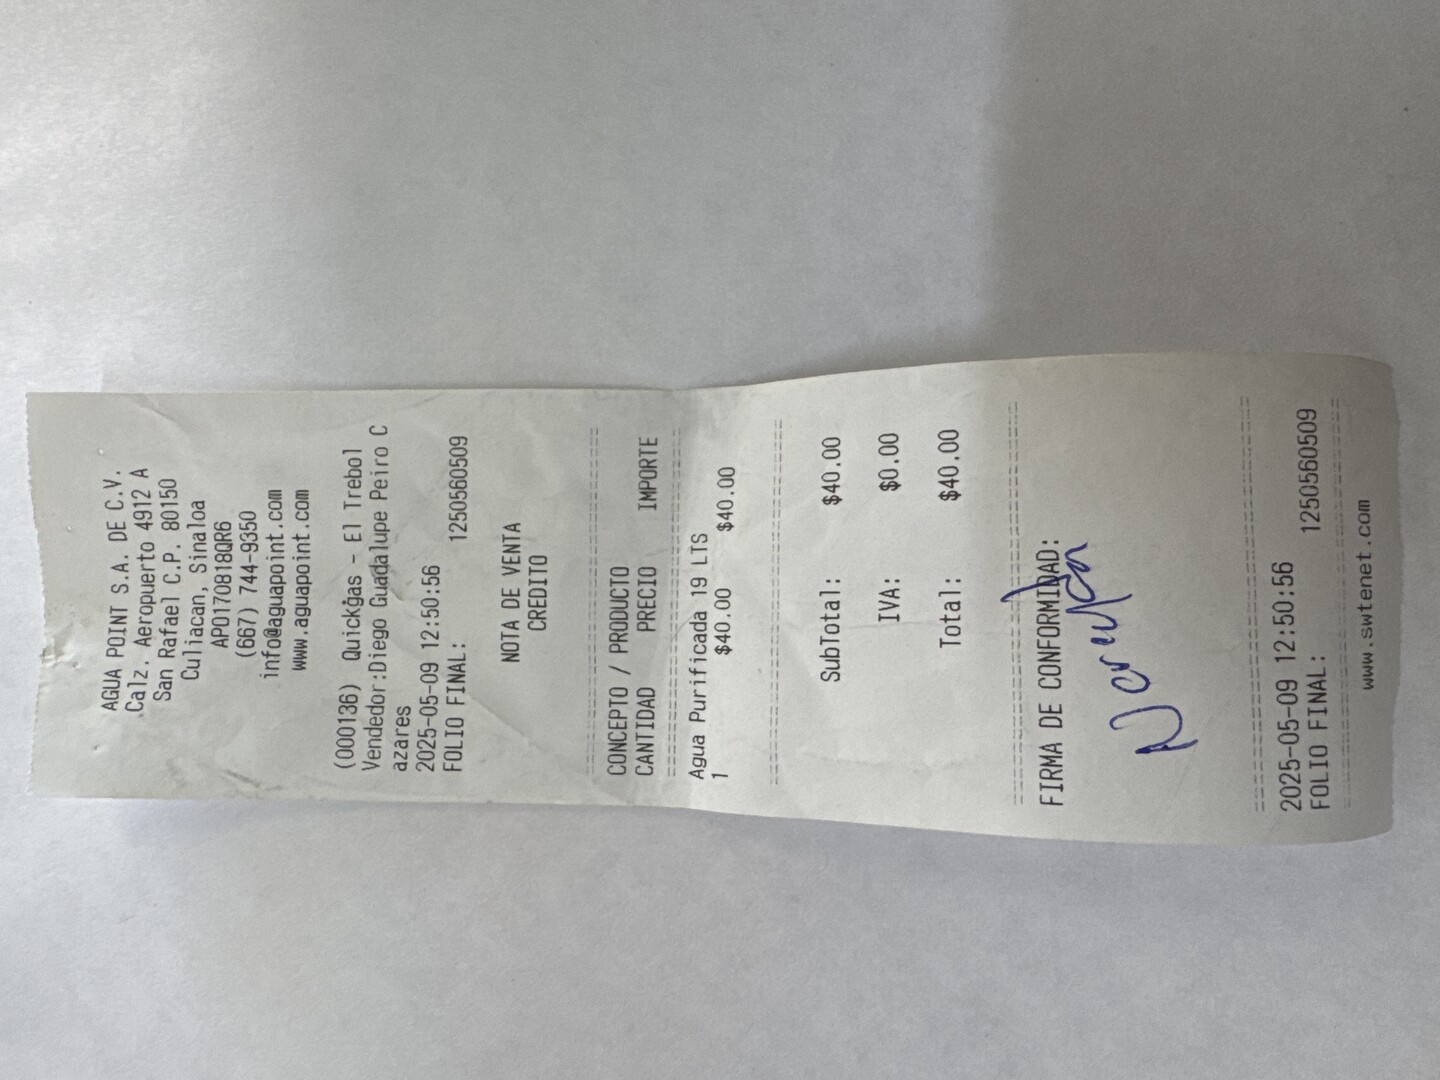 AGUA POINT S.A. DE C.V.
Calz. Aeropuerto 4912 A
San Rafael C.P. 80150
Culiacan, Sinaloa
APO170818QR6
(667) 744-9350
info@aguapoint.com
www.aguapoint.com
(000136) Quickgas - El Trebol
Vendedor:Diego Guadalupe Peiro C
azares
2025-05-09 12:50:56
FOLIO FINAL: 1250560509
NOTA DE VENTA
CREDITO
CONCEPTO / PRODUCTO
CANTIDAD PRECIO IMPORTE
Agua Purificada 19 LTS
1 $40.00 $40.00
SubTotal: $40.00
IVA: $0.00
Total: $40.00
FIRMA DE CONFORMIDAD:
2025-05-09 12:50:56
FOLIO FINAL: 1250560509
www.swtenet.com